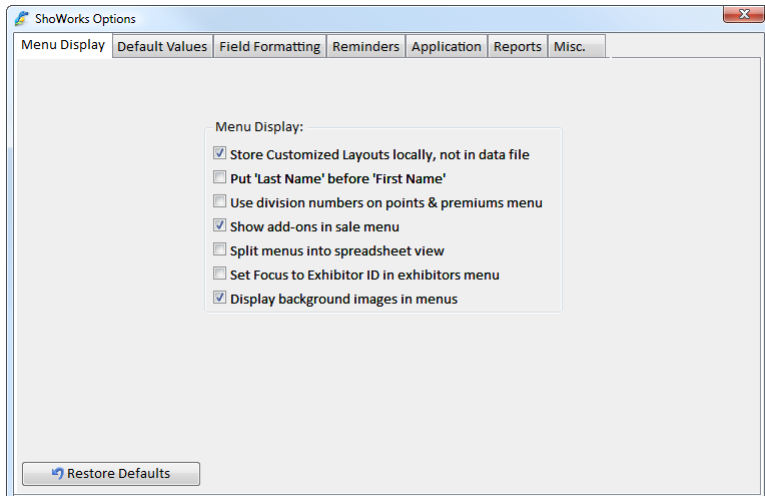 ShoWorks Options
Menu Display Default Values Field Formatting Reminders Application Reports Misc.
Menu Display:
Store Customized Layouts locally, not in data file
Put 'Last Name' before 'First Name'
Use division numbers on points & premiums menu
Show add-ons in sale menu
Split menus into spreadsheet view
Set Focus to Exhibitor ID in exhibitors menu
Display background images in menus
Restore Defaults